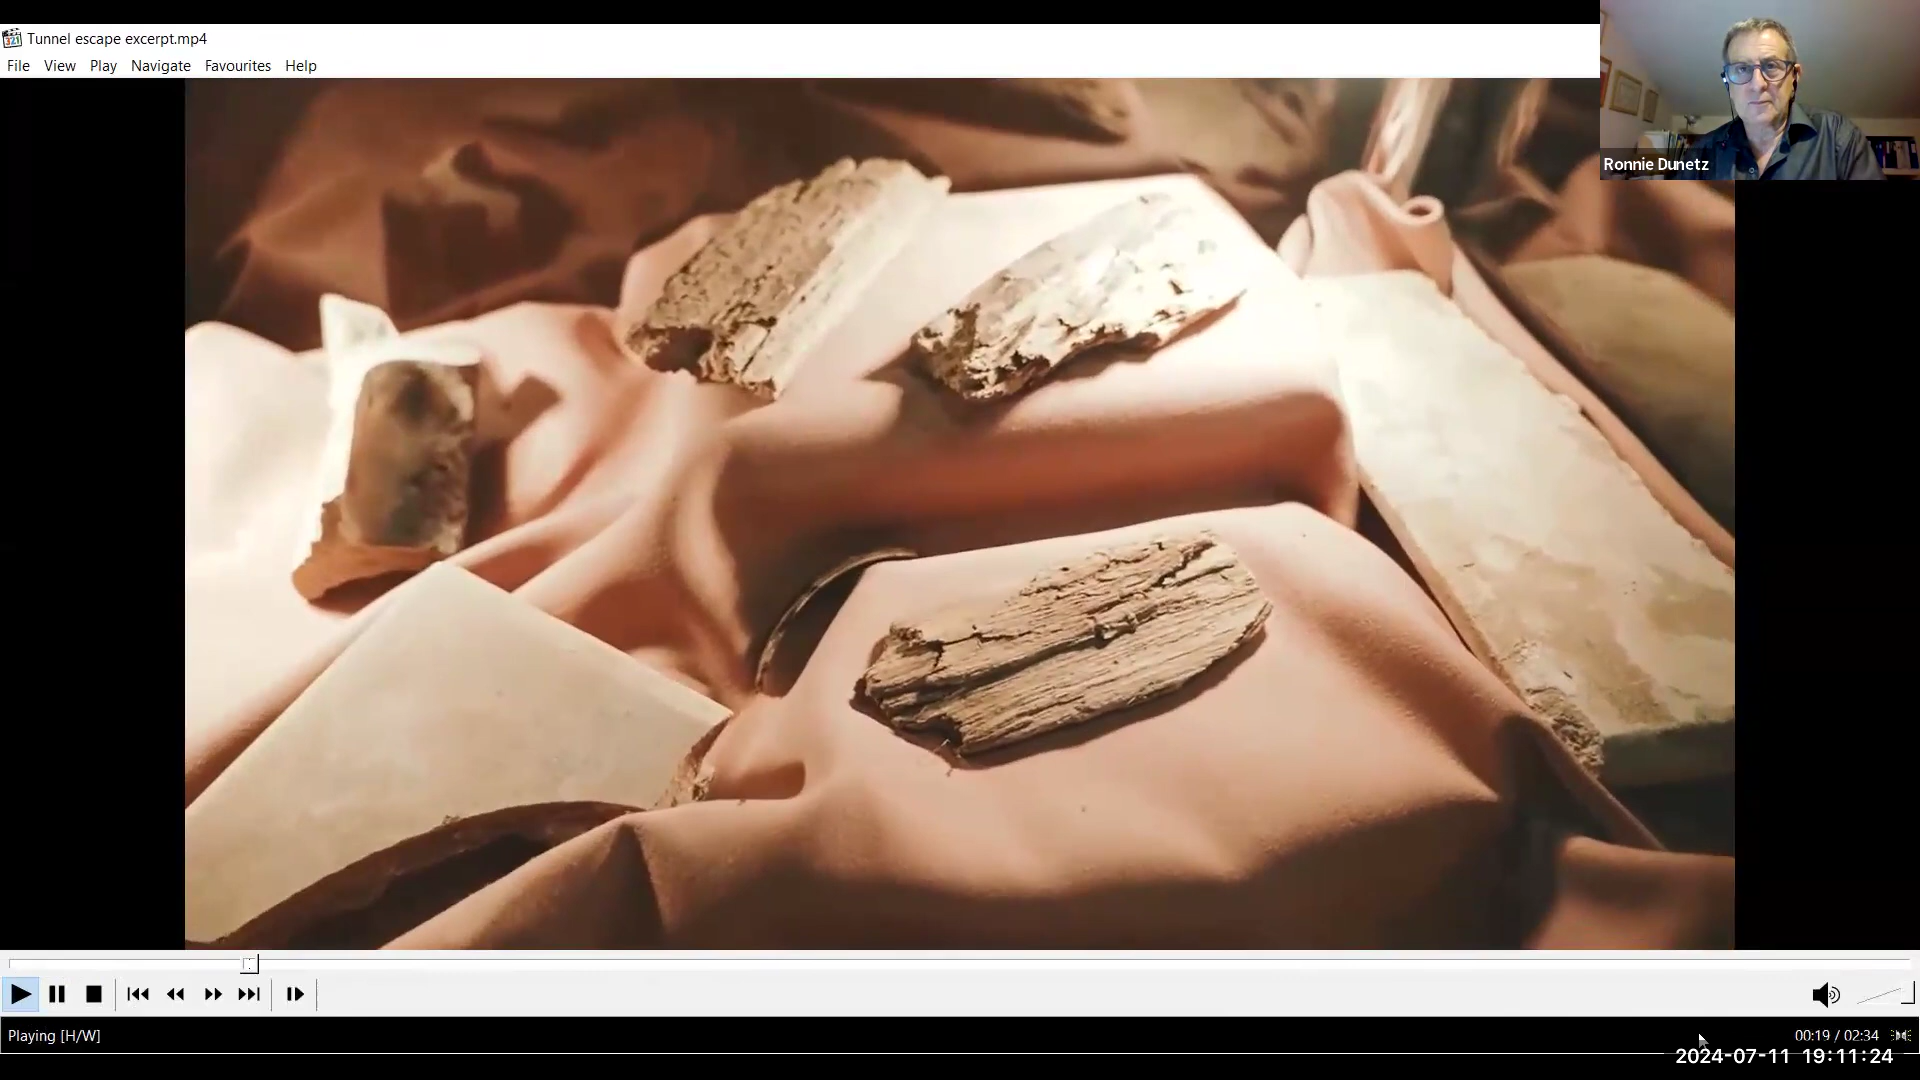 Tunnel escape excerpt.mp4
File View Play Navigate Favourites Help
Ronnie Dunetz
Playing [H/W]
00:19 / 02:34
2024-07-11 19:11:24